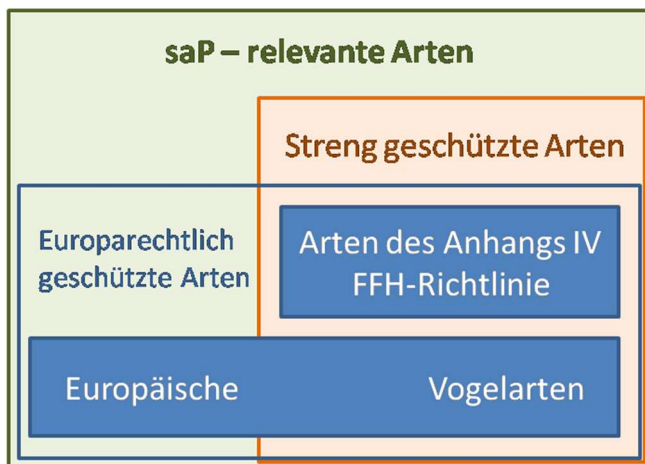 saP – relevante Arten
Streng geschützte Arten
Europarechtlich
geschützte Arten
Arten des Anhangs IV
FFH-Richtlinie
Europäische Vogelarten